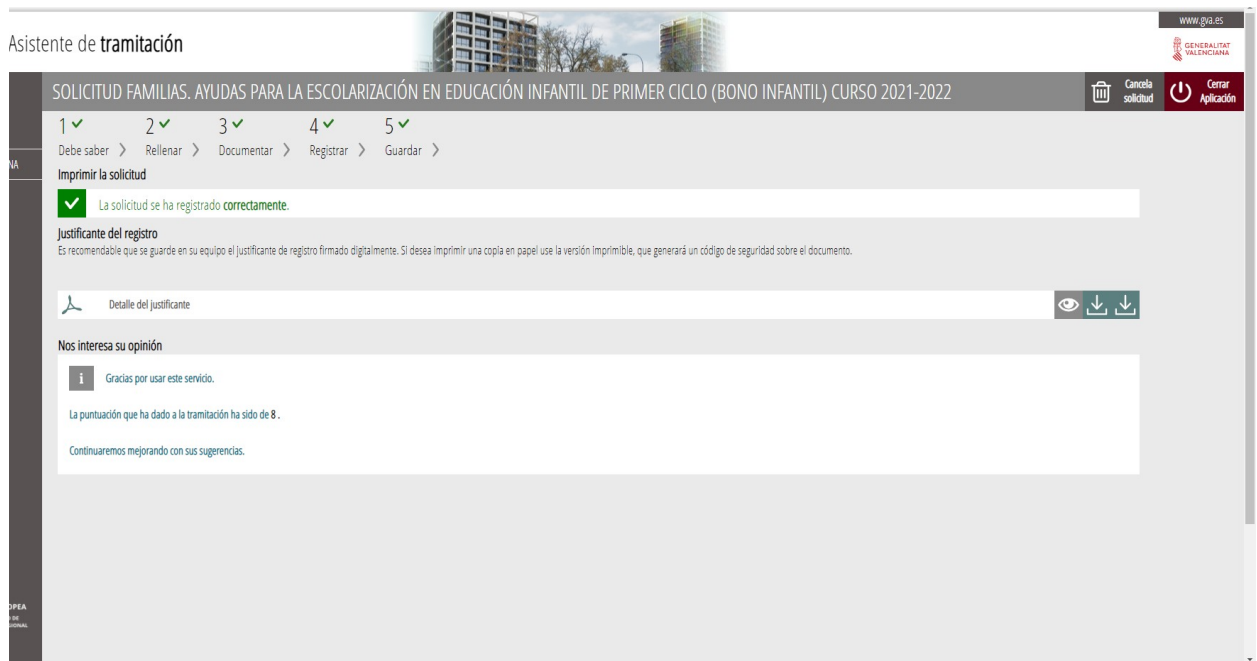 www.gva.es
Asistente de tramitación
GENERALITAT
VALENCIANA
SOLICITUD FAMILIAS. AYUDAS PARA LA ESCOLARIZACIÓN EN EDUCACIÓN INFANTIL DE PRIMER CICLO (BONO INFANTIL) CURSO 2021-2022
Cancela
solicitud
Cerrar
Aplicación
1 2 3 4 5
Debe saber Rellenar Documentar Registrar Guardar
NA
Imprimir la solicitud
La solicitud se ha registrado correctamente.
Justificante del registro
Es recomendable que se guarde en su equipo el justificante de registro firmado digitalmente. Si desea imprimir una copia en papel use la versión imprimible, que generará un código de seguridad sobre el documento.
Detalle del justificante
Nos interesa su opinión
i Gracias por usar este servicio.
La puntuación que ha dado a la tramitación ha sido de 8 .
Continuaremos mejorando con sus sugerencias.
OPEA
DE
GIONAL